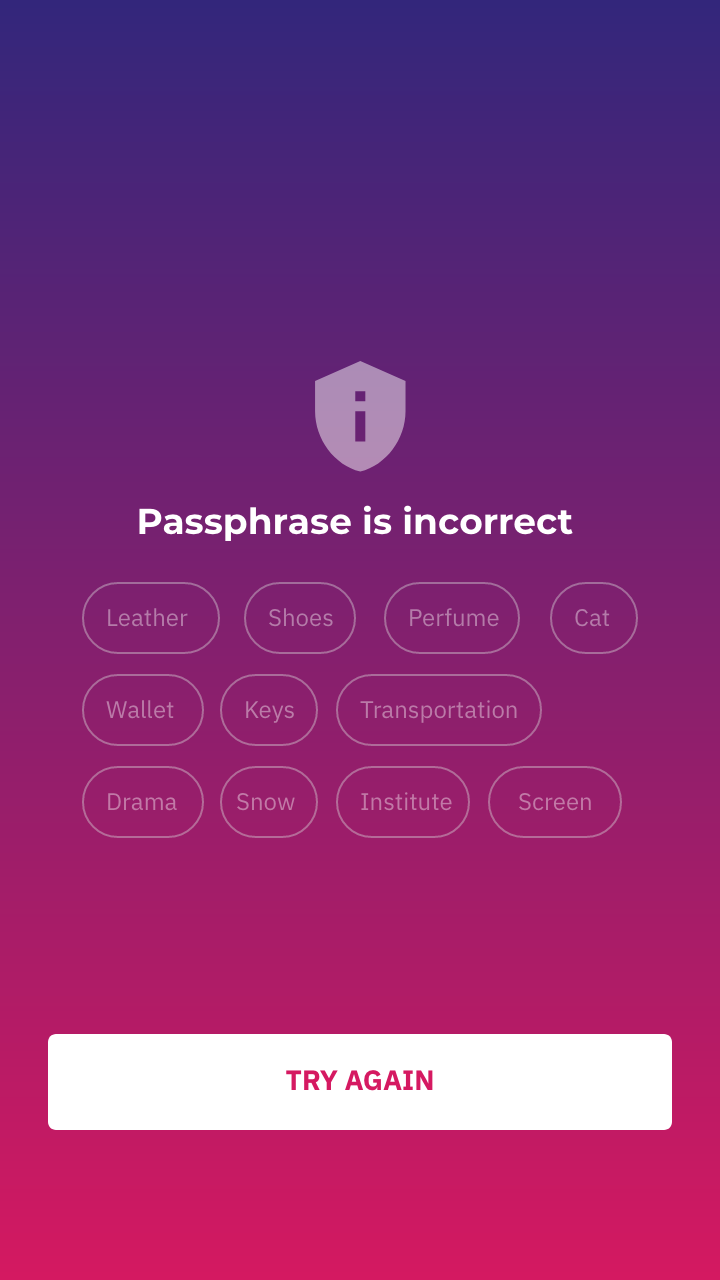 Passphrase is incorrect
Leather Shoes Perfume Cat
Wallet Keys Transportation
Drama Snow Institute Screen
TRY AGAIN